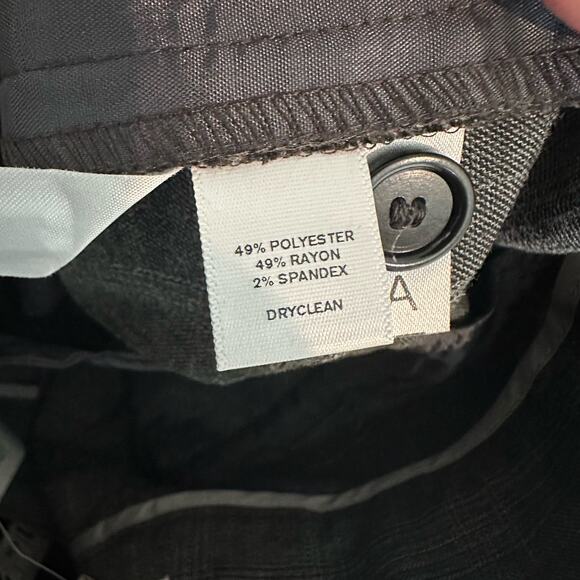 49% POLYESTER
49% RAYON
2% SPANDEX
DRYCLEAN
A